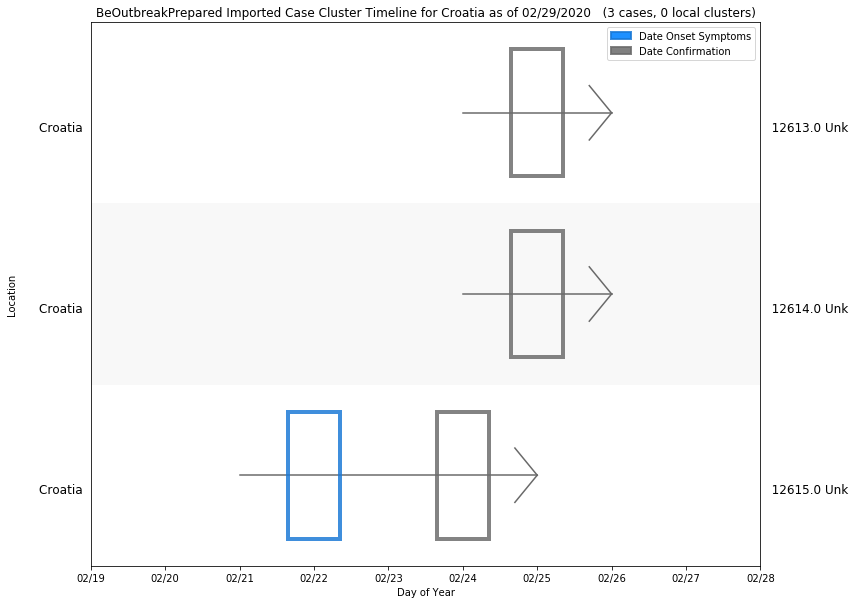 BeOutbreakPrepared Imported Case Cluster Timeline for Croatia as of 02/29/2020   (3 cases, 0 local clusters)
Date Onset Symptoms
Date Confirmation
Croatia
12613.0 Unk
Location
Croatia
12614.0 Unk
Croatia
12615.0 Unk
02/19 02/20 02/21 02/22 02/23 02/24 02/25 02/26 02/27 02/28
Day of Year